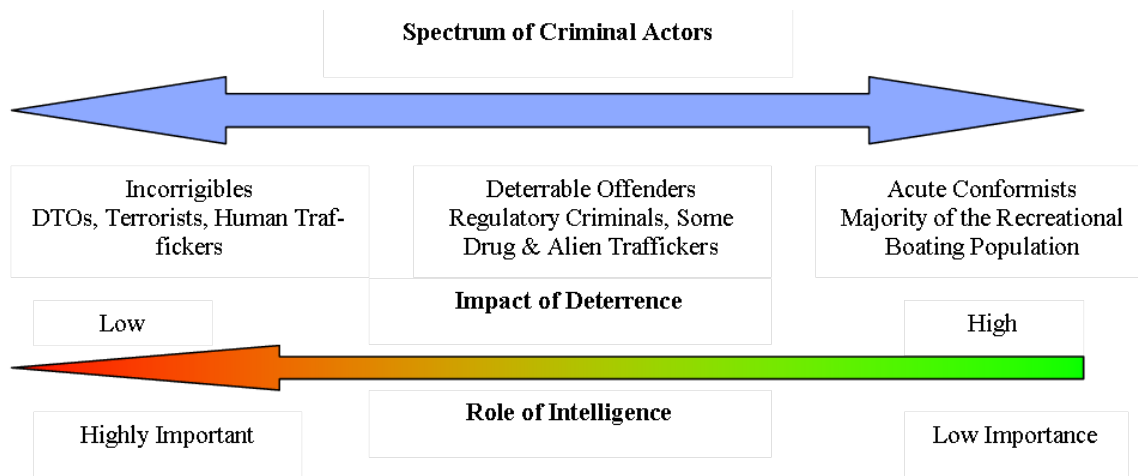 Spectrum of Criminal Actors
Incorrigibles
DTOs, Terrorists, Human Traf-
fickers
Deterrable Offenders
Regulatory Criminals, Some
Drug & Alien Traffickers
Acute Conformists
Majority of the Recreational
Boating Population
Impact of Deterrence
Low
High
Role of Intelligence
Highly Important
Low Importance